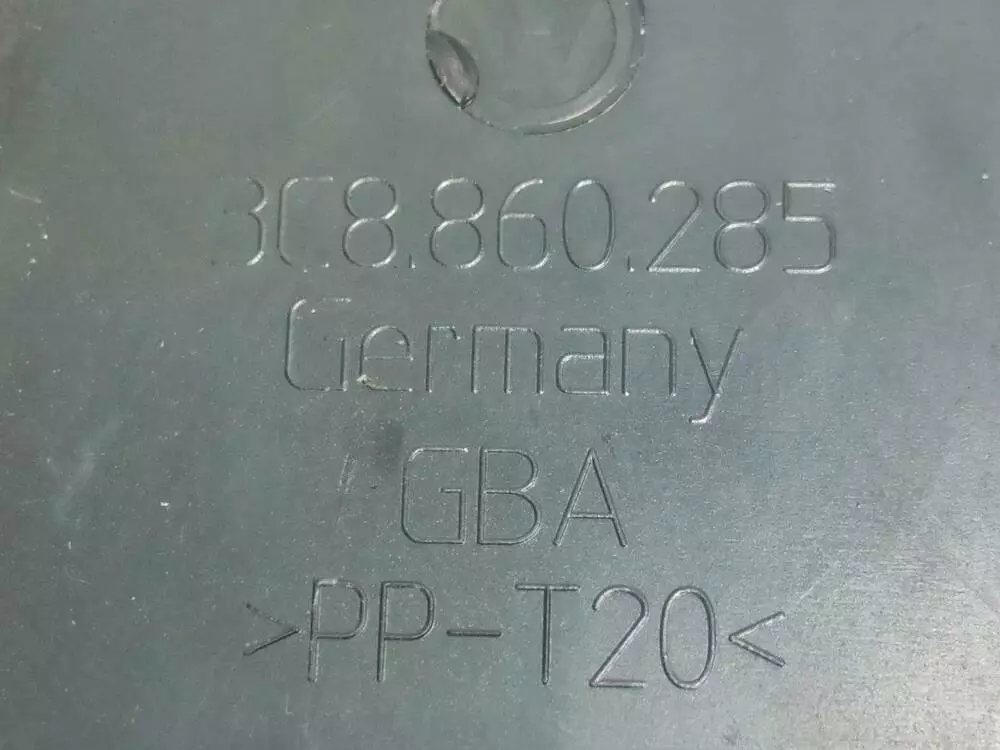 3C8.860.285
Germany
GBA
>PP-T20<